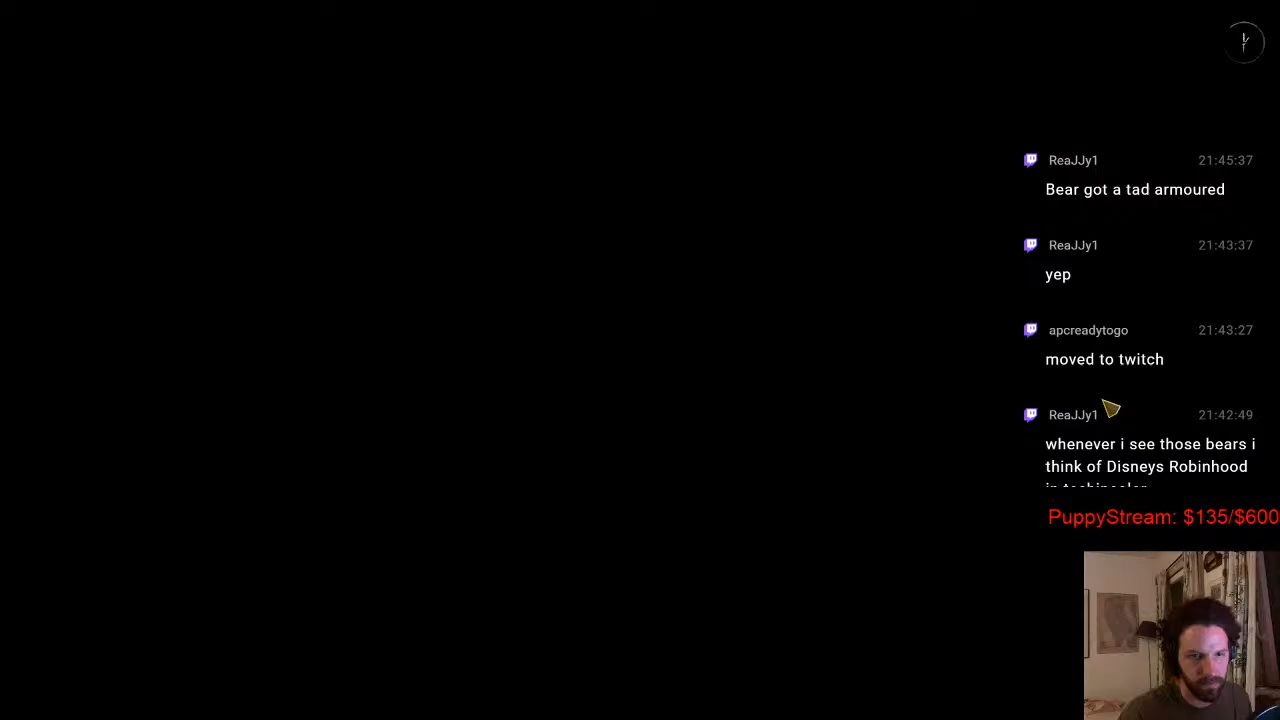 ReaJJy1 21:45:37
Bear got a tad armoured
ReaJJy1 21:43:37
yep
apcreadytogo 21:43:27
moved to twitch
ReaJJy1 21:42:49
whenever i see those bears i
think of Disneys Robinhood
PuppyStream: $135/$600